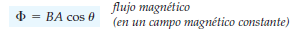 Φ = BA cos θ
flujo magnético
(en un campo magnético constante)